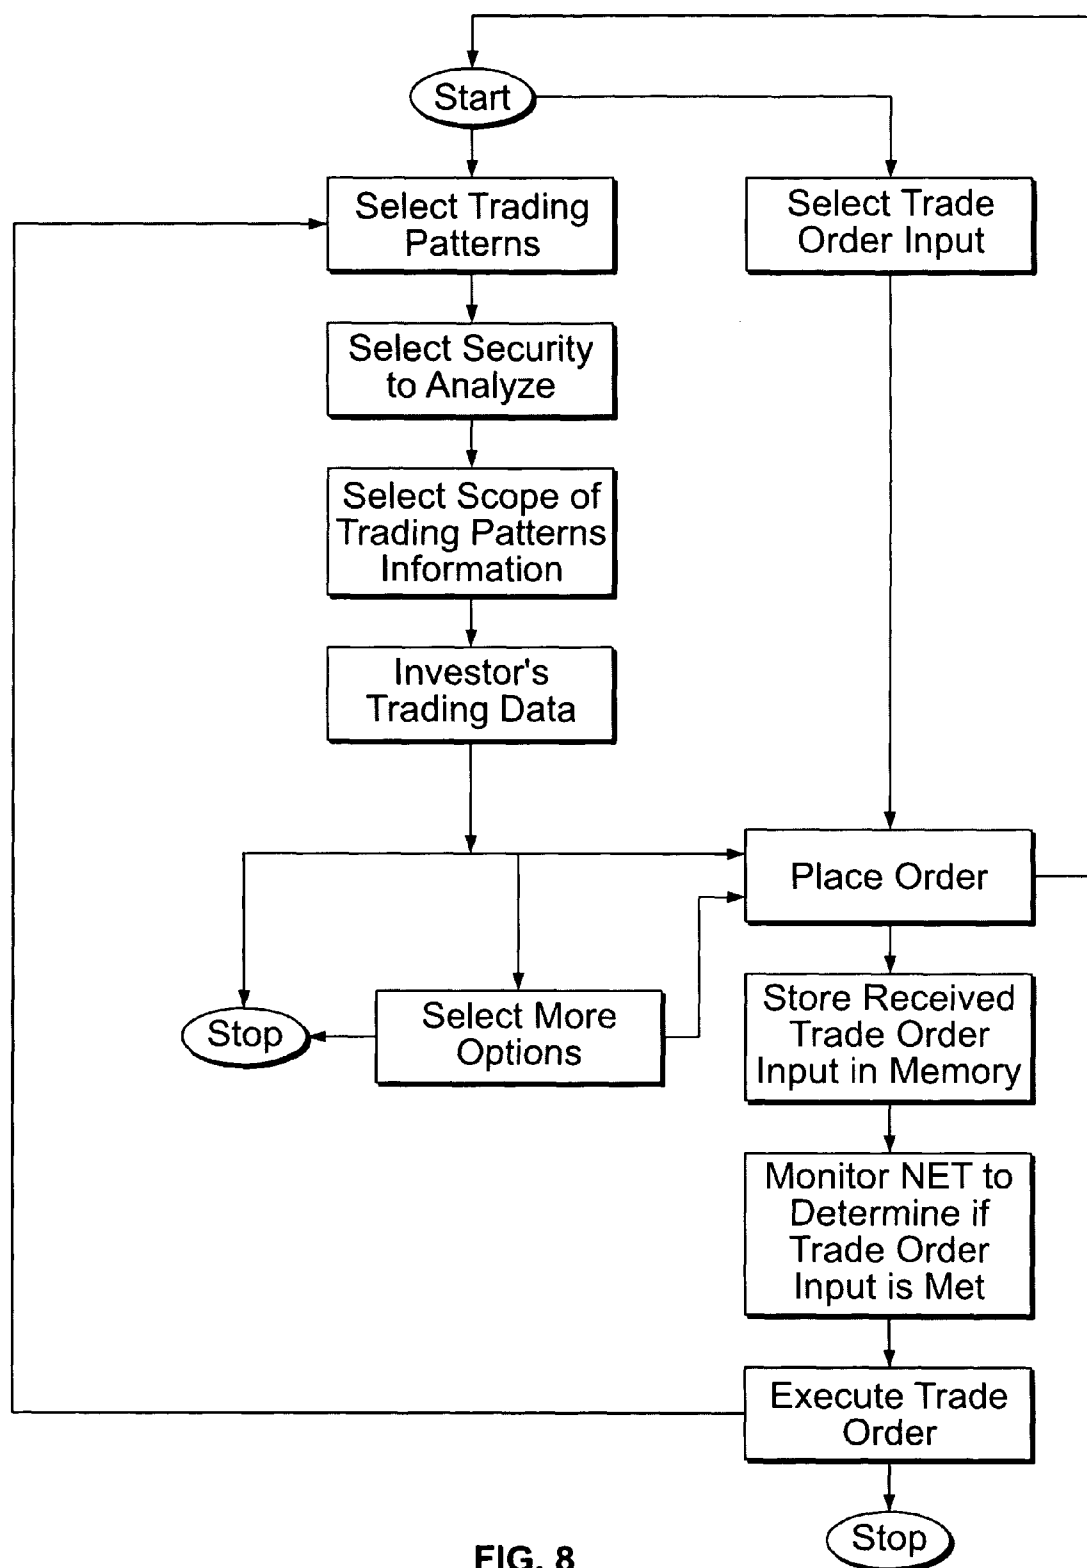 Start
Select Trading
Patterns
Select Trade
Order Input
Select Security
to Analyze
Select Scope of
Trading Patterns
Information
Investor's
Trading Data
Place Order
Stop
Select More
Options
Store Received
Trade Order
Input in Memory
Monitor NET to
Determine if
Trade Order
Input is Met
Execute Trade
Order
Stop
FIG. 8